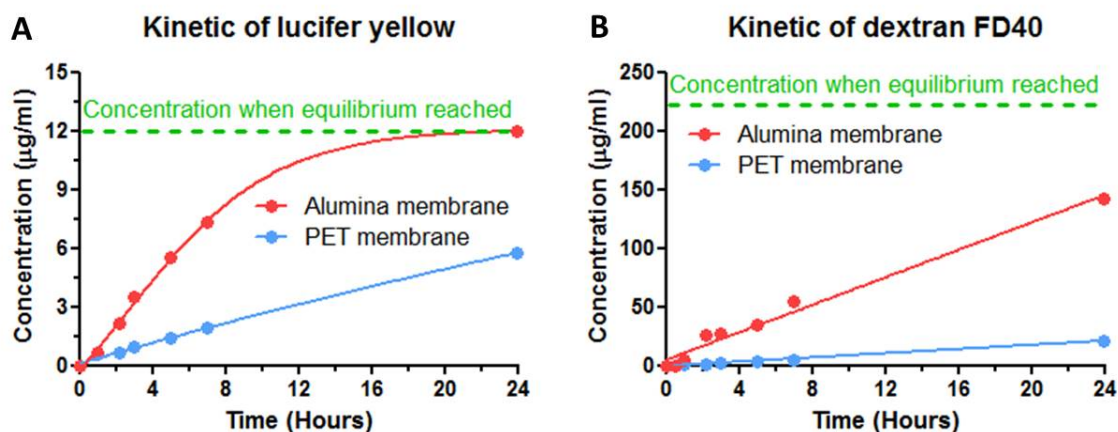 A
Kinetic of lucifer yellow
Concentration (µg/ml)
15
12
9
6
3
0
Concentration when equilibrium reached
Alumina membrane
PET membrane
0 4 8 12 16 20 24
Time (Hours)
B
Kinetic of dextran FD40
Concentration (µg/ml)
250
200
150
100
50
0
Concentration when equilibrium reached
Alumina membrane
PET membrane
0 4 8 12 16 20 24
Time (Hours)